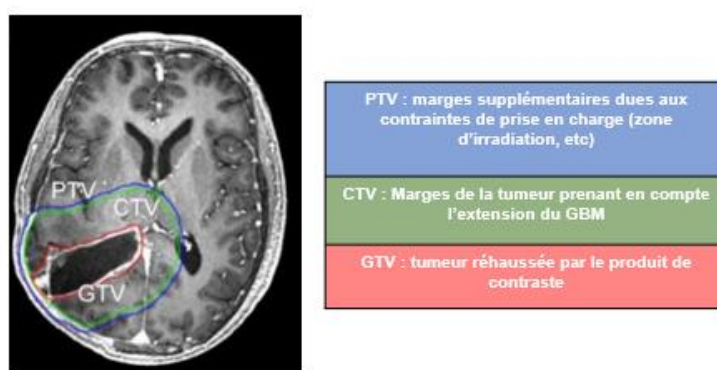 PTV
CTV
GTV
PTV : marges supplémentaires dues aux
contraintes de prise en charge (zone
d'irradiation, etc)
CTV : Marges de la tumeur prenant en compte
l'extension du GBM
GTV : tumeur réhaussée par le produit de
contraste